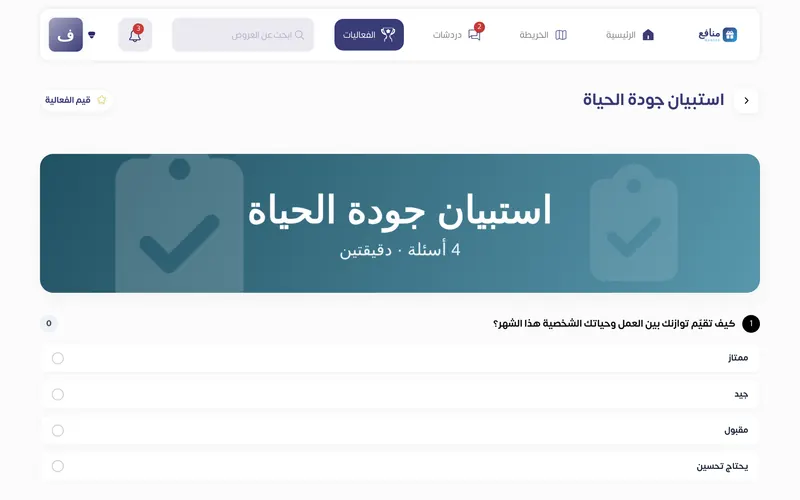 منافع
الرئيسية
الخريطة
دردشات
2
الفعاليات
ابحث عن العروض
3
ف
استبيان جودة الحياة
قيم الفعالية
استبيان جودة الحياة
4 أسئلة · دقيقتين
1 كيف تقيّم توازنك بين العمل وحياتك الشخصية هذا الشهر؟ 0
ممتاز
جيد
مقبول
يحتاج تحسين